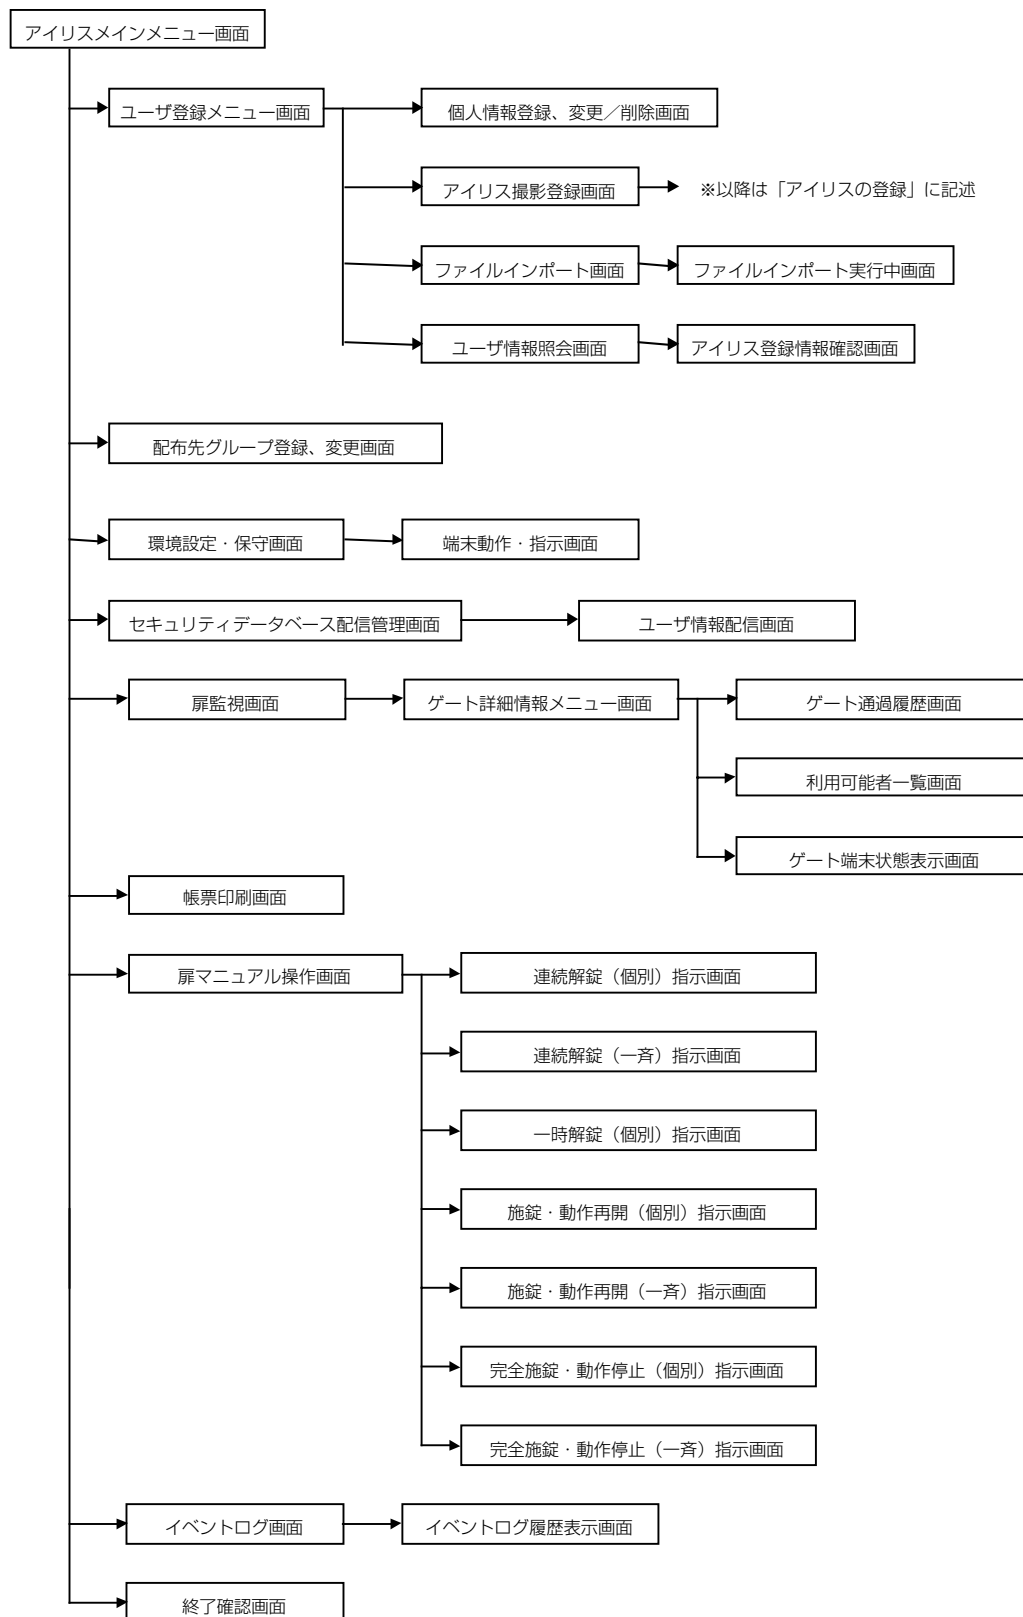 アイリスメインメニュー画面
ユーザ登録メニュー画面
個人情報登録、変更／削除画面
アイリス撮影登録画面
※以降は「アイリスの登録」に記述
ファイルインポート画面
ファイルインポート実行中画面
ユーザ情報照会画面
アイリス登録情報確認画面
配布先グループ登録、変更画面
環境設定・保守画面
端末動作・指示画面
セキュリティデータベース配信管理画面
ユーザ情報配信画面
扉監視画面
ゲート詳細情報メニュー画面
ゲート通過履歴画面
利用可能者一覧画面
ゲート端末状態表示画面
帳票印刷画面
扉マニュアル操作画面
連続解錠（個別）指示画面
連続解錠（一斉）指示画面
一時解錠（個別）指示画面
施錠・動作再開（個別）指示画面
施錠・動作再開（一斉）指示画面
完全施錠・動作停止（個別）指示画面
完全施錠・動作停止（一斉）指示画面
イベントログ画面
イベントログ履歴表示画面
終了確認画面